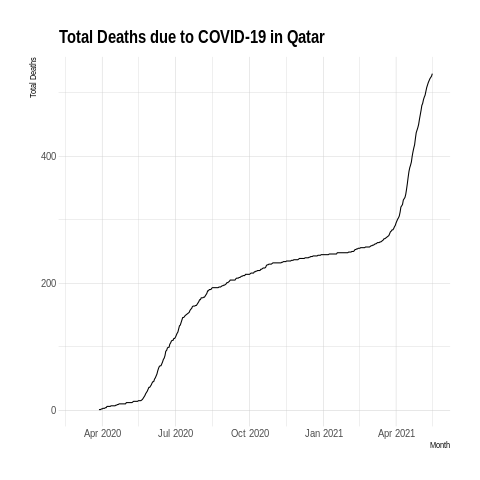 Total Deaths due to COVID-19 in Qatar
Total Deaths
400
200
0
Apr 2020 Jul 2020 Oct 2020 Jan 2021 Apr 2021
Month